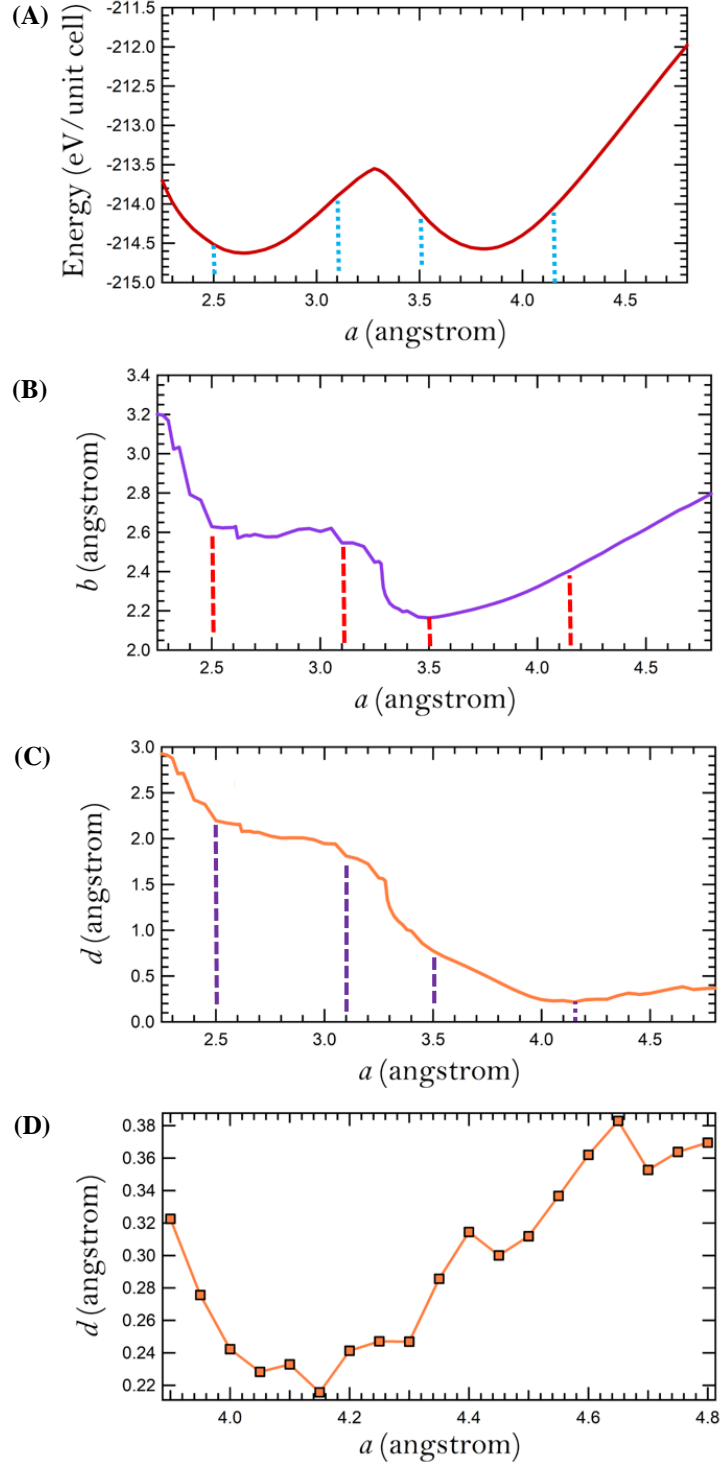 (A)
Energy (eV/unit cell)
-211.5
-212.0
-212.5
-213.0
-213.5
-214.0
-214.5
-215.0
2.5 3.0 3.5 4.0 4.5
a (angstrom)
(B)
b (angstrom)
3.4
3.2
3.0
2.8
2.6
2.4
2.2
2.0
2.5 3.0 3.5 4.0 4.5
a (angstrom)
(C)
d (angstrom)
3.0
2.5
2.0
1.5
1.0
0.5
0.0
2.5 3.0 3.5 4.0 4.5
a (angstrom)
(D)
d (angstrom)
0.38
0.36
0.34
0.32
0.30
0.28
0.26
0.24
0.22
4.0 4.2 4.4 4.6 4.8
a (angstrom)